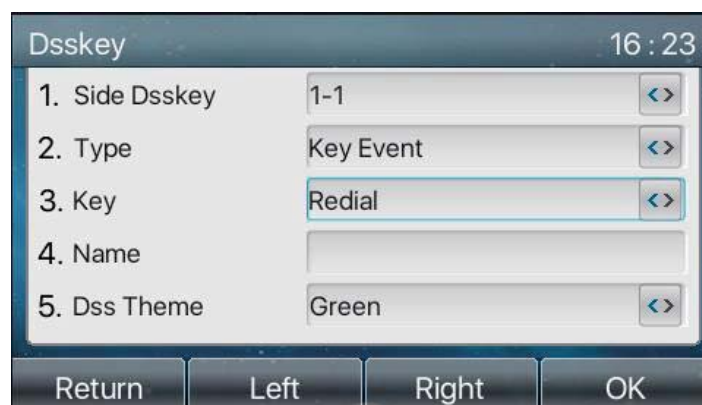 Dsskey 16 : 23
1. Side Dsskey 1-1 <>
2. Type Key Event <>
3. Key Redial <>
4. Name
5. Dss Theme Green <>
Return Left Right OK